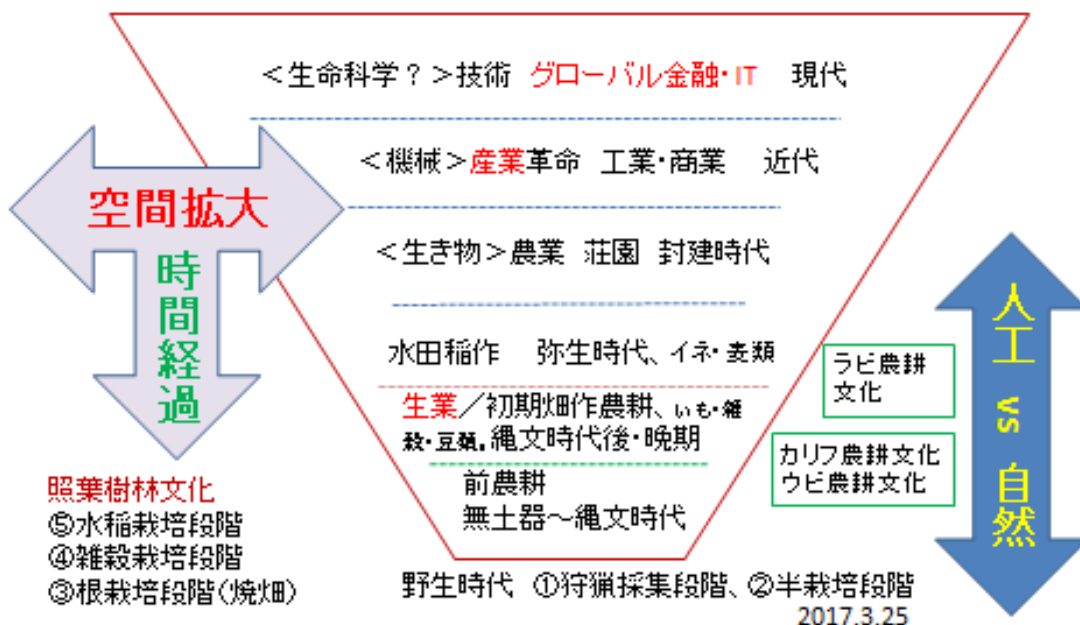 ＜生命科学？＞技術　グローバル金融・IT　現代
＜機械＞産業革命　工業・商業　近代
空間拡大
時間経過
＜生き物＞農業　荘園　封建時代
水田稲作　弥生時代、イネ・麦類
生業／初期畑作農耕、いも・雑
穀・豆類。縄文時代後・晩期
前農耕
無土器～縄文時代
ラビ農耕
文化
カリフ農耕文化
ウビ農耕文化
人工 vs 自然
照葉樹林文化
⑤水稲栽培段階
④雑穀栽培段階
③根栽培段階（焼畑）
野生時代　①狩猟採集段階、②半栽培段階
2017.3.25